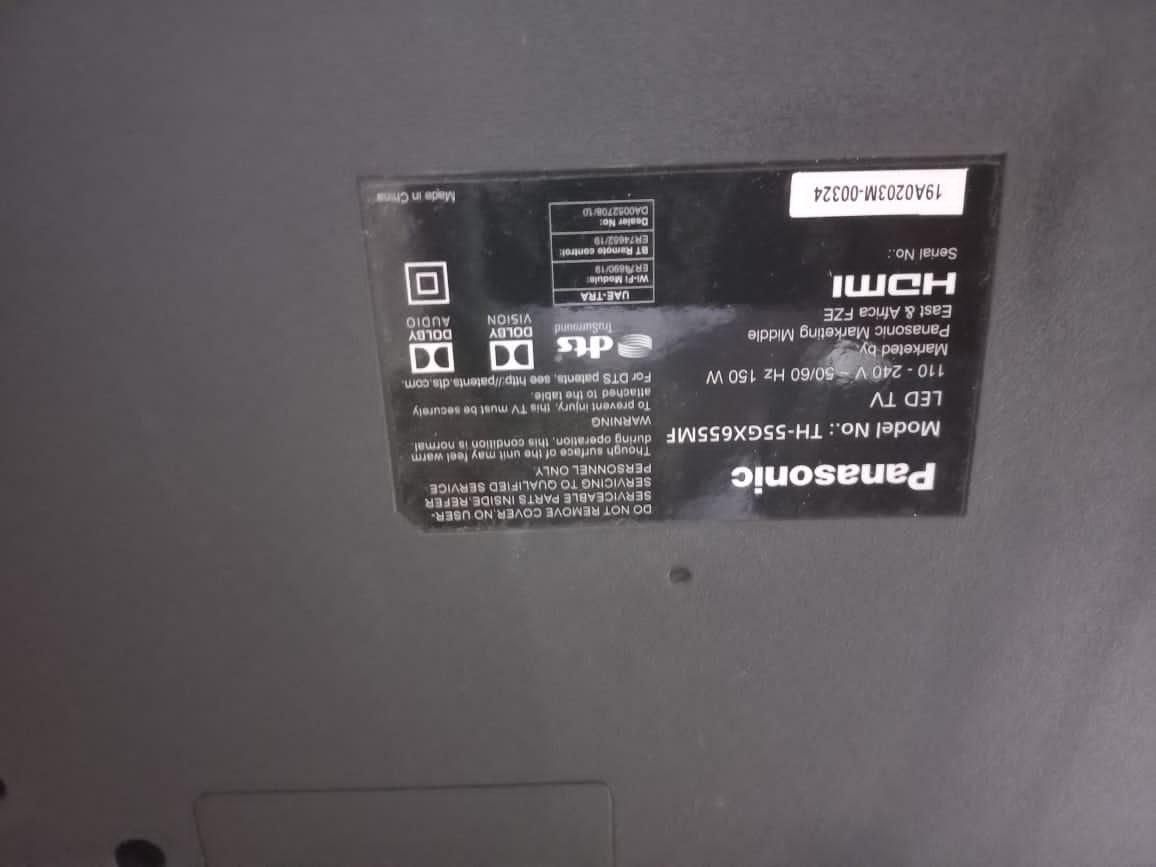 Panasonic
Model No.: TH-55GX655MF
LED TV
110 - 240 V ~ 50/60 Hz 150 W
Marketed by
Panasonic Marketing Middle
East & Africa FZE
HDMI
Serial No.:
19A0203M-00324
DO NOT REMOVE COVER.NO USER-
SERVICEABLE PARTS INSIDE.REFER
SERVICING TO QUALIFIED SERVICE
PERSONNEL ONLY.
Though surface of the unit may feel warm
during operation, this condition is normal.
WARNING
To prevent injury, this TV must be securely
attached to the table.
For DTS patents, see http://patents.dts.com.
dts
TruSurround
DOLBY
VISION
DOLBY
AUDIO
UAE-TRA
Wi-Fi Module:
BT Remote control:
ER74652/19
Dealer No:
Made in China